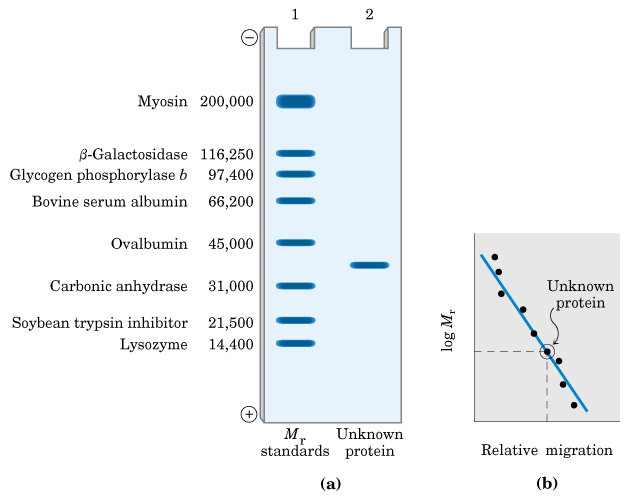 1 2
−
Myosin 200,000
β-Galactosidase 116,250
Glycogen phosphorylase b 97,400
Bovine serum albumin 66,200
Ovalbumin 45,000
Carbonic anhydrase 31,000
Soybean trypsin inhibitor 21,500
Lysozyme 14,400
+
Mr
standards
Unknown
protein
(a)
Unknown
protein
log Mr
Relative migration
(b)